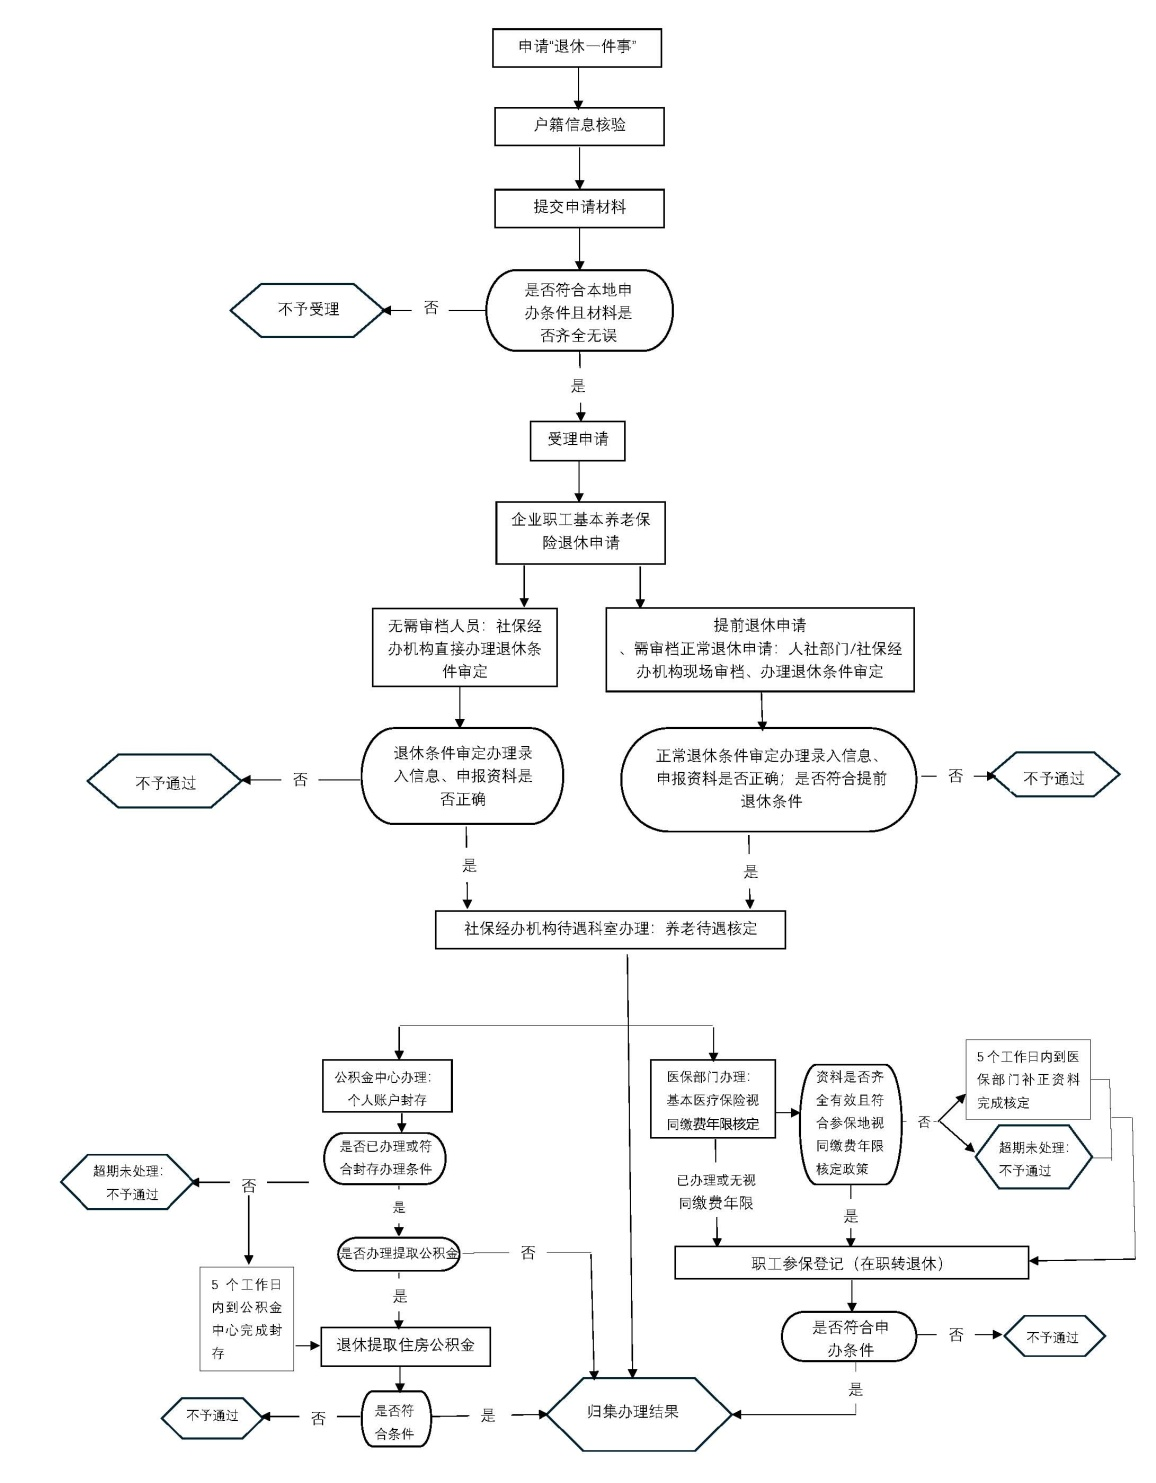 申请“退休一件事”
户籍信息核验
提交申请材料
是否符合本地申
办条件且材料是
否齐全无误
否
不予受理
是
受理申请
企业职工基本养老保
险退休申请
无需审档人员：社保经
办机构直接办理退休条
件审定
提前退休申请
、需审档正常退休申请：人社部门/社保经
办机构现场审档、办理退休条件审定
退休条件审定办理录
入信息、申报资料是
否正确
否
不予通过
正常退休条件审定办理录入信息、
申报资料是否正确；是否符合提前
退休条件
否
不予通过
是
是
社保经办机构待遇科室办理：养老待遇核定
公积金中心办理：
个人账户封存
是否已办理或符
合封存办理条件
否
超期未处理：
不予通过
5 个工作日
内到公积金
中心完成封
存
是
是否办理提取公积金
否
是
退休提取住房公积金
是否符
合条件
否
不予通过
是
医保部门办理：
基本医疗保险视
同缴费年限核定
资料是否齐
全有效且符
合参保地视
同缴费年限
核定政策
否
5 个工作日内到医
保部门补正资料
完成核定
超期未处理：
不予通过
已办理或无视
同缴费年限
是
职工参保登记（在职转退休）
是否符合申
办条件
否
不予通过
是
归集办理结果